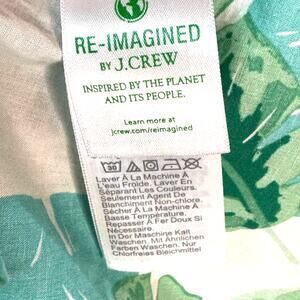 RE-IMAGINED
BY J.CREW
INSPIRED BY THE PLANET
AND ITS PEOPLE.
Learn more at
jcrew.com/reimagined
30
Laver À La Machine À
L'eau Froide. Laver En
Séparant Les Couleurs.
Seulement Agent De
Blanchiment Non-chlore.
Sécher À La Machine À
Basse Température.
Repasser À Fer Doux Si
Nécessaire.
In Der Maschine Kalt
Waschen. Mit Ähnlichen
Farben Waschen. Nur
Chlorfreies Bleichmittel